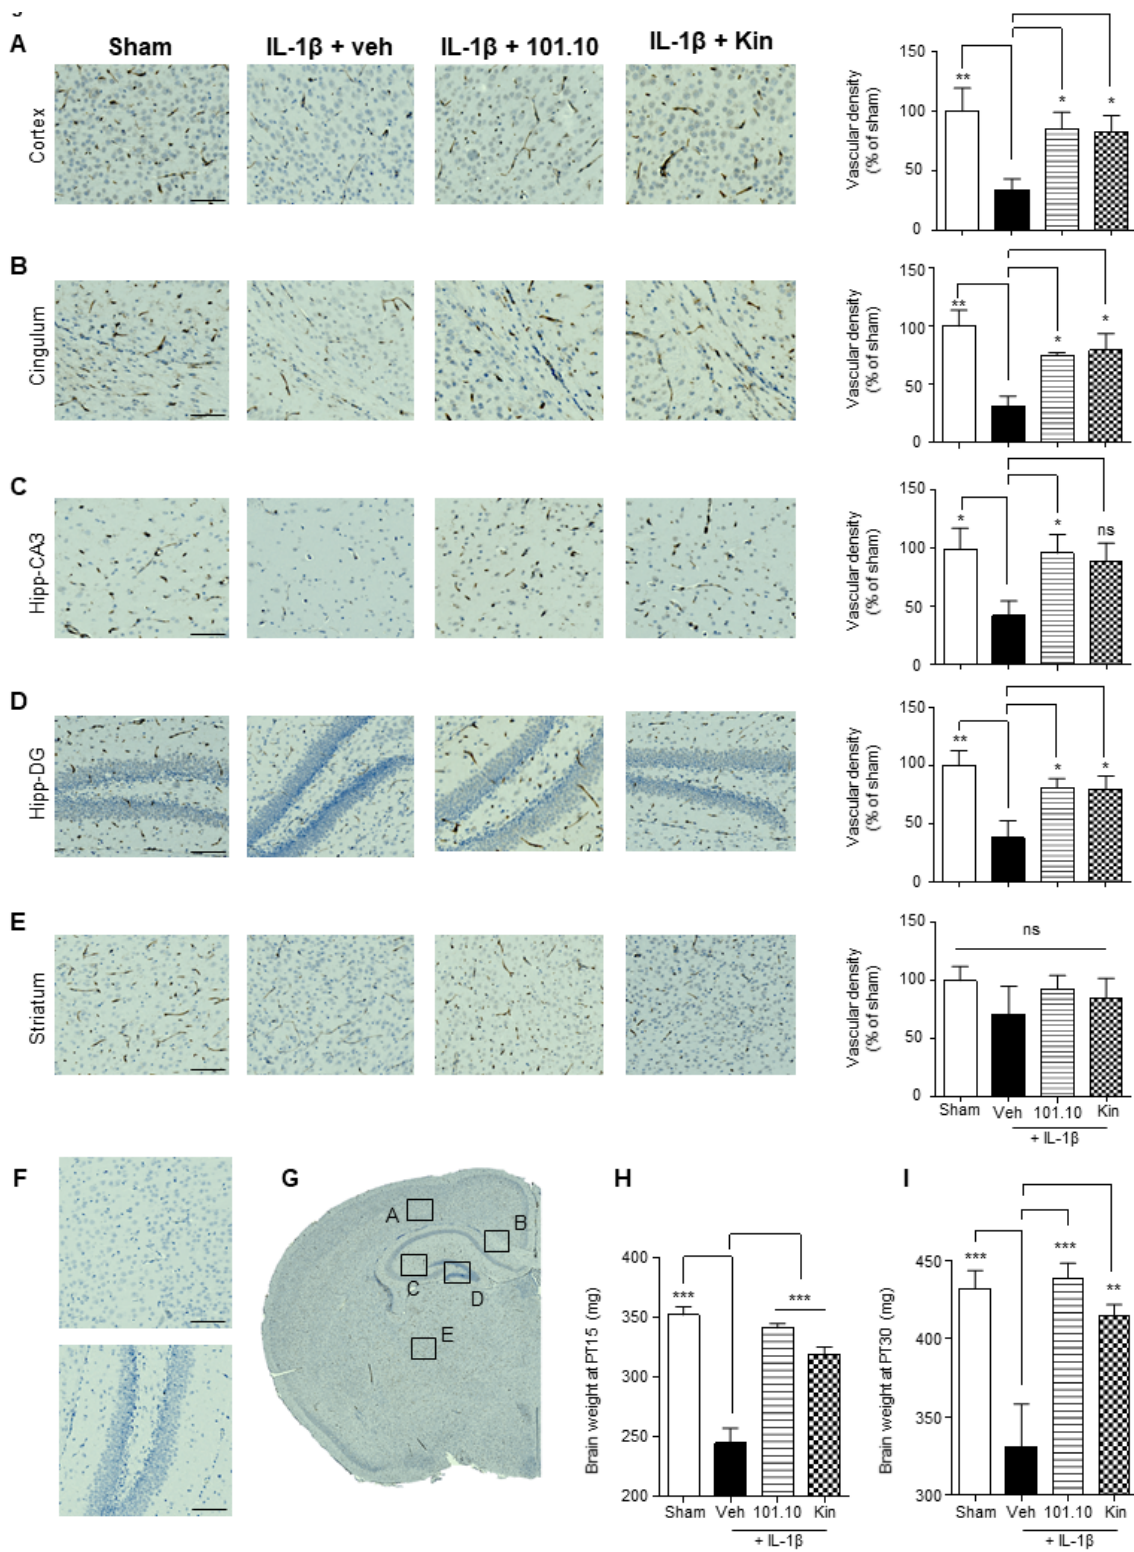 A
Sham
IL-1β + veh
IL-1β + 101.10
IL-1β + Kin
Cortex
Vascular density
(% of sham)
150
100
50
0
**
*
*
B
Cingulum
Vascular density
(% of sham)
150
100
50
0
**
*
*
C
Hipp-CA3
Vascular density
(% of sham)
150
100
50
0
*
*
ns
D
Hipp-DG
Vascular density
(% of sham)
150
100
50
0
**
*
*
E
Striatum
Vascular density
(% of sham)
150
100
50
0
ns
Sham
Veh
101.10
Kin
+ IL-1β
F
G
A
B
C
D
E
H
Brain weight at PT15 (mg)
400
350
300
250
200
***
***
Sham
Veh
101.10
Kin
+ IL-1β
I
Brain weight at PT30 (mg)
450
400
350
300
***
***
**
Sham
Veh
101.10
Kin
+ IL-1β